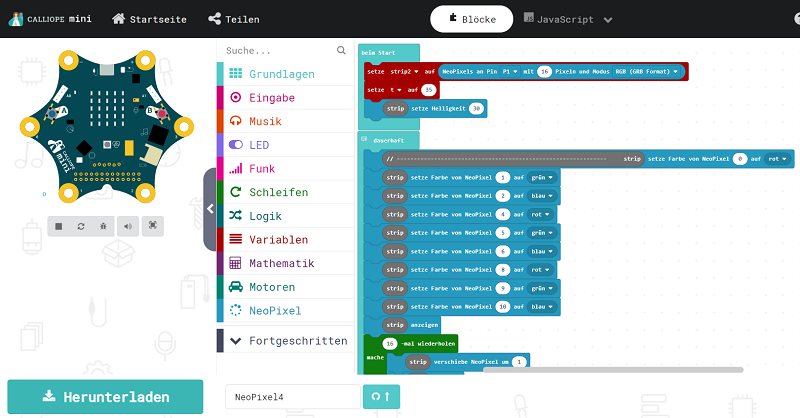 CALLIOPE mini
Startseite
Teilen
Blöcke
JS JavaScript
A
B
A0
A1
CALLIOPE
mini
0
Suche...
Grundlagen
Eingabe
Musik
LED
Funk
Schleifen
Logik
Variablen
Mathematik
Motoren
NeoPixel
Fortgeschritten
beim Start
setze strip2 auf NeoPixels an Pin P1 mit 16 Pixeln und Modus RGB (GRB Format)
setze t auf 35
strip setze Helligkeit 30
dauerhaft
// ------------------------------------------------------------ strip setze Farbe von NeoPixel 0 auf rot
strip setze Farbe von NeoPixel 1 auf grün
strip setze Farbe von NeoPixel 2 auf blau
strip setze Farbe von NeoPixel 4 auf rot
strip setze Farbe von NeoPixel 5 auf grün
strip setze Farbe von NeoPixel 6 auf blau
strip setze Farbe von NeoPixel 8 auf rot
strip setze Farbe von NeoPixel 9 auf grün
strip setze Farbe von NeoPixel 10 auf blau
strip anzeigen
16 -mal wiederholen
mache strip verschiebe NeoPixel um 1
Herunterladen
NeoPixel4